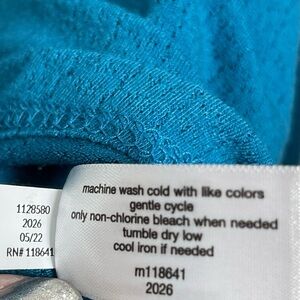 machine wash cold with like colors
gentle cycle
only non-chlorine bleach when needed
tumble dry low
cool iron if needed
m118641
2026
1128580
2026
05/22
RN# 118641